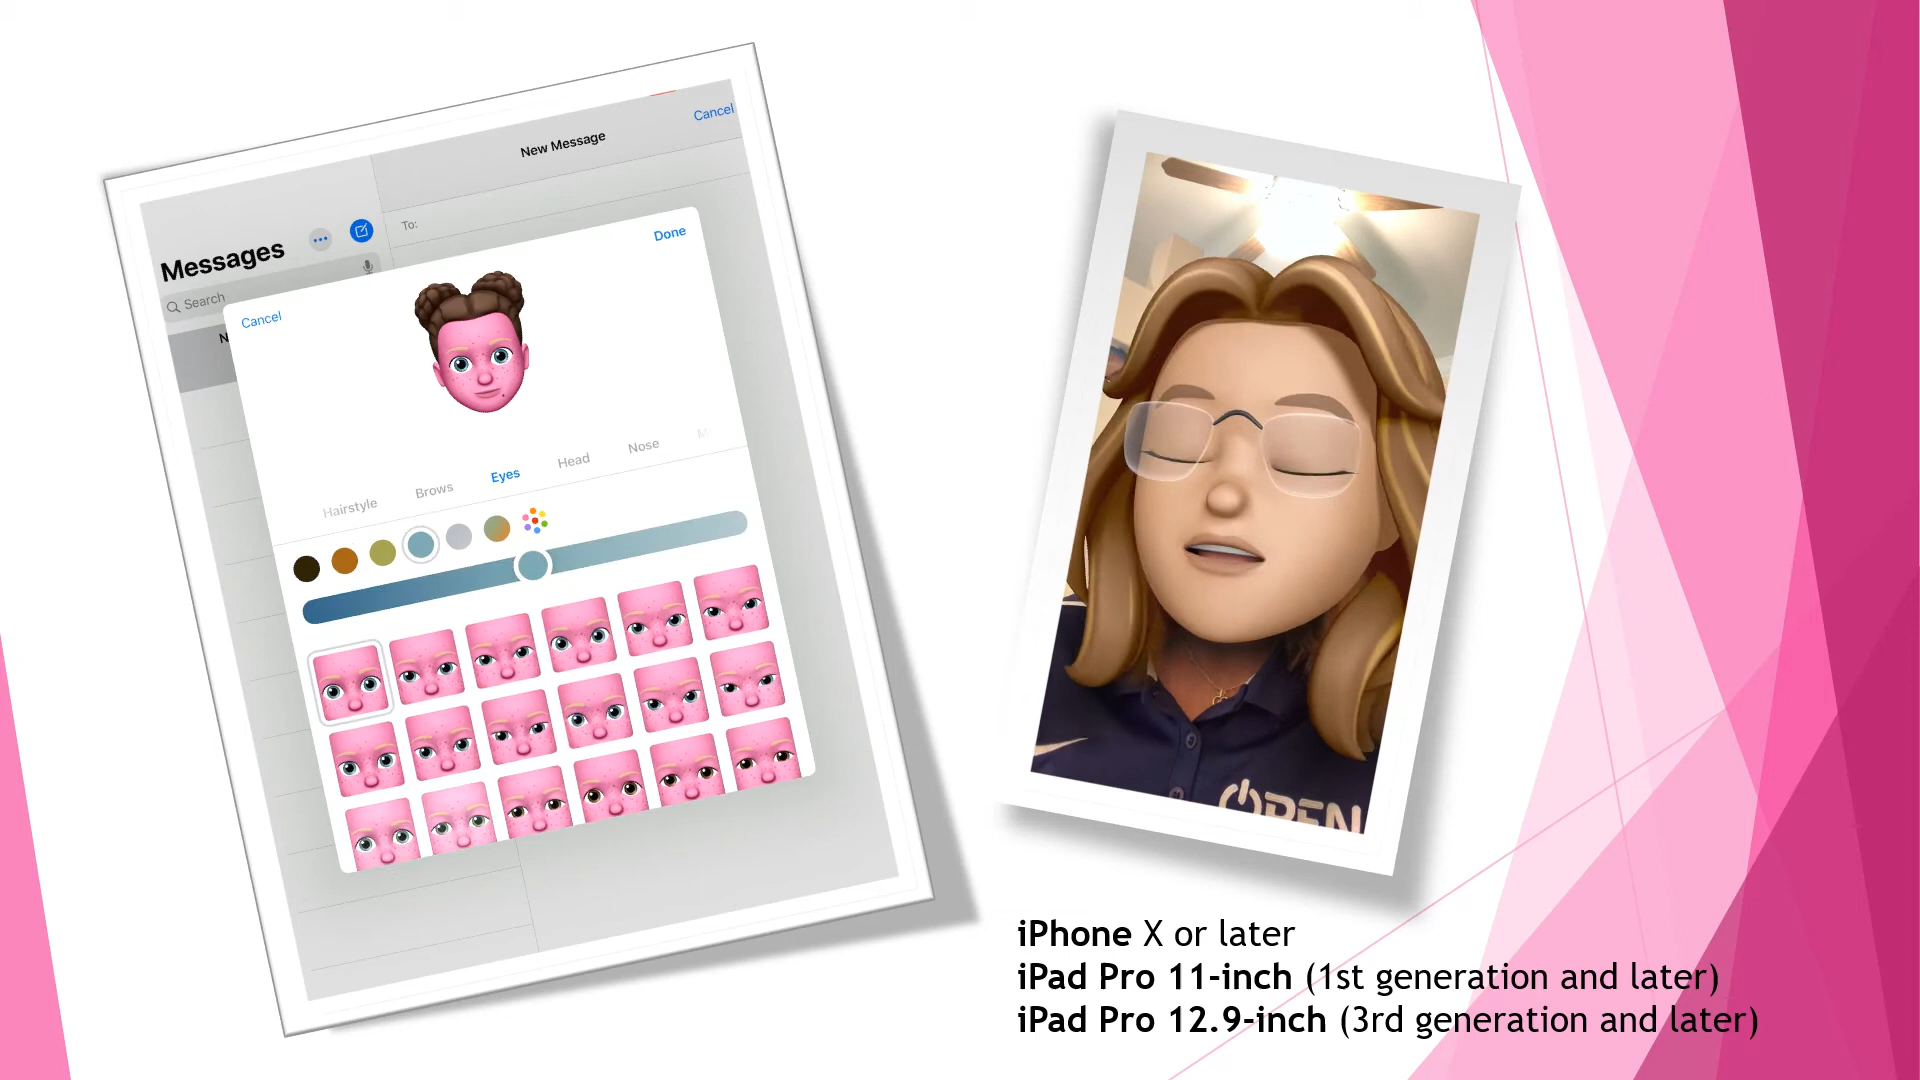 Cancel
New Message
To:
Messages
Search
Done
Cancel
Hairstyle
Brows
Eyes
Head
Nose
OPEN
iPhone X or later
iPad Pro 11-inch (1st generation and later)
iPad Pro 12.9-inch (3rd generation and later)